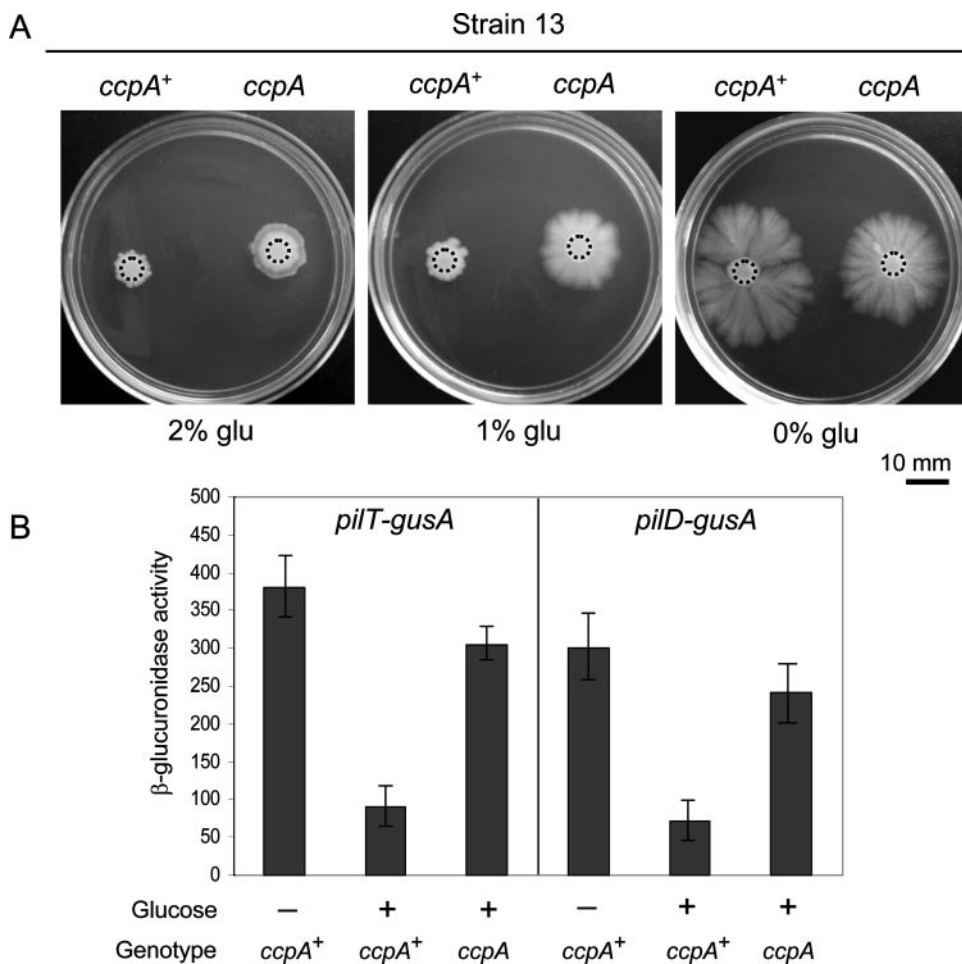 A
Strain 13
ccpA+ ccpA ccpA+ ccpA ccpA+ ccpA
2% glu 1% glu 0% glu
10 mm
B
500
450
400
350
300
250
200
150
100
50
0
β-glucuronidase activity
pilT-gusA pilD-gusA
Glucose − + + − + +
Genotype ccpA+ ccpA+ ccpA ccpA+ ccpA+ ccpA